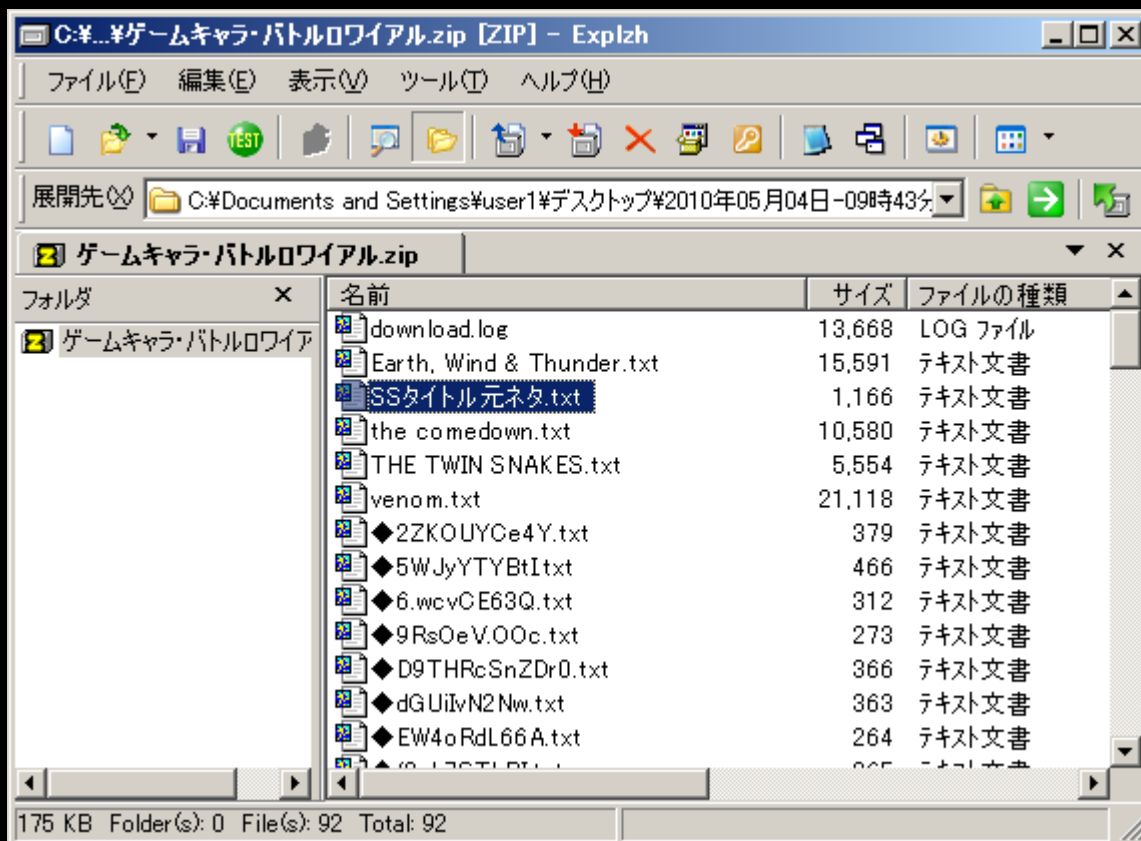 C:¥...¥ゲームキャラ・バトルロワイアル.zip [ZIP] - Explzh
ファイル(F) 編集(E) 表示(V) ツール(T) ヘルプ(H)
TEST
展開先(X) C:¥Documents and Settings¥user1¥デスクトップ¥2010年05月04日-09時43分
ゲームキャラ・バトルロワイアル.zip
フォルダ 名前 サイズ ファイルの種類
ゲームキャラ・バトルロワイア
download.log 13,668 LOG ファイル
Earth, Wind & Thunder.txt 15,591 テキスト文書
SSタイトル元ネタ.txt 1,166 テキスト文書
the comedown.txt 10,580 テキスト文書
THE TWIN SNAKES.txt 5,554 テキスト文書
venom.txt 21,118 テキスト文書
◆2ZKOUYCe4Y.txt 379 テキスト文書
◆5WJyYTYBtI.txt 466 テキスト文書
◆6.wcvCE63Q.txt 312 テキスト文書
◆9RsOeV.OOc.txt 273 テキスト文書
◆D9THRcSnZDr0.txt 366 テキスト文書
◆dGUiIvN2Nw.txt 363 テキスト文書
◆EW4oRdL66A.txt 264 テキスト文書
175 KB Folder(s): 0 File(s): 92 Total: 92